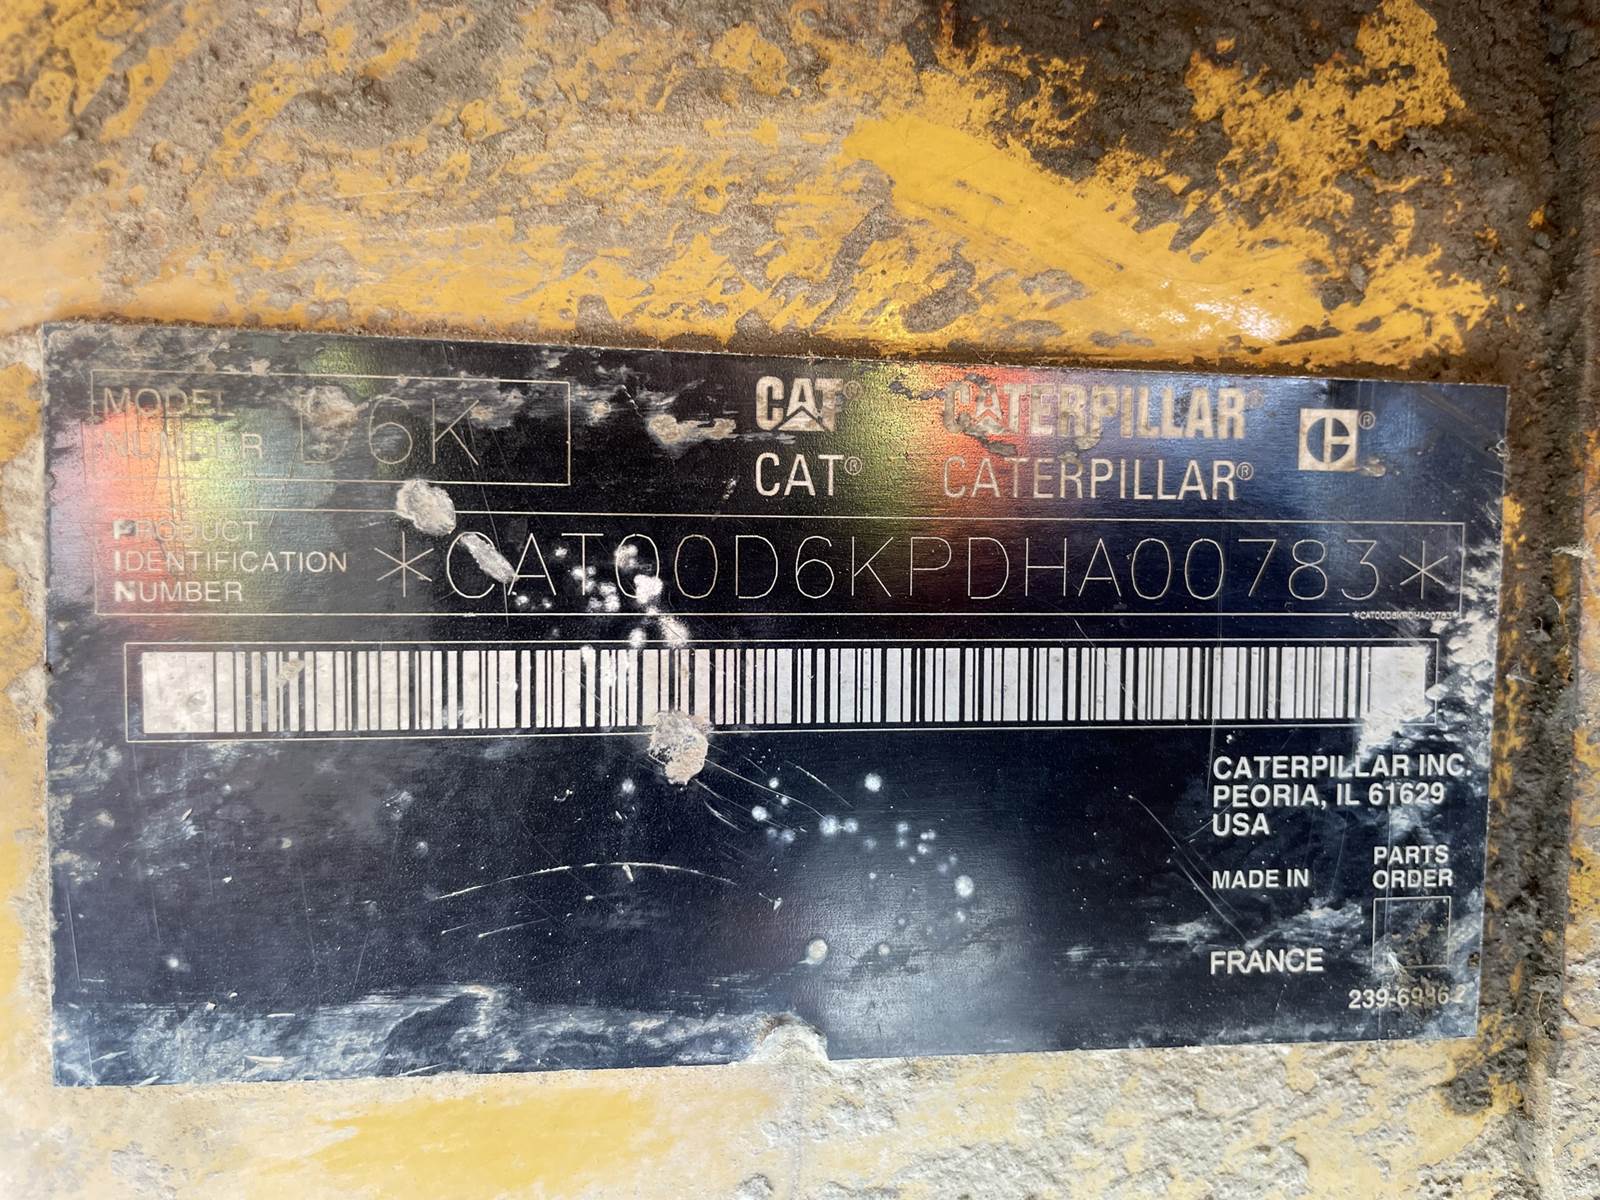 MODEL
NUMBER D6K
CAT® CATERPILLAR®
CAT® CATERPILLAR®
PRODUCT
IDENTIFICATION
NUMBER
*CAT00D6KPDHA00783*
*CAT00D6KPDHA00783*
CATERPILLAR INC.
PEORIA, IL 61629
USA
MADE IN
FRANCE
PARTS
ORDER